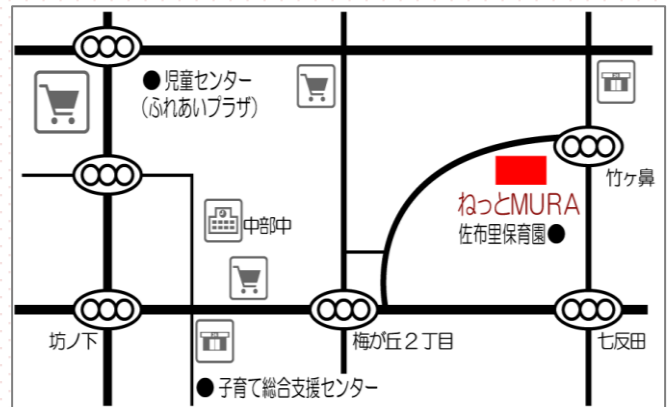 ●児童センター
(ふれあいプラザ)
竹ヶ鼻
ねっとMURA
佐布里保育園●
中部中
坊ノ下
梅が丘２丁目
七反田
●子育て総合支援センター